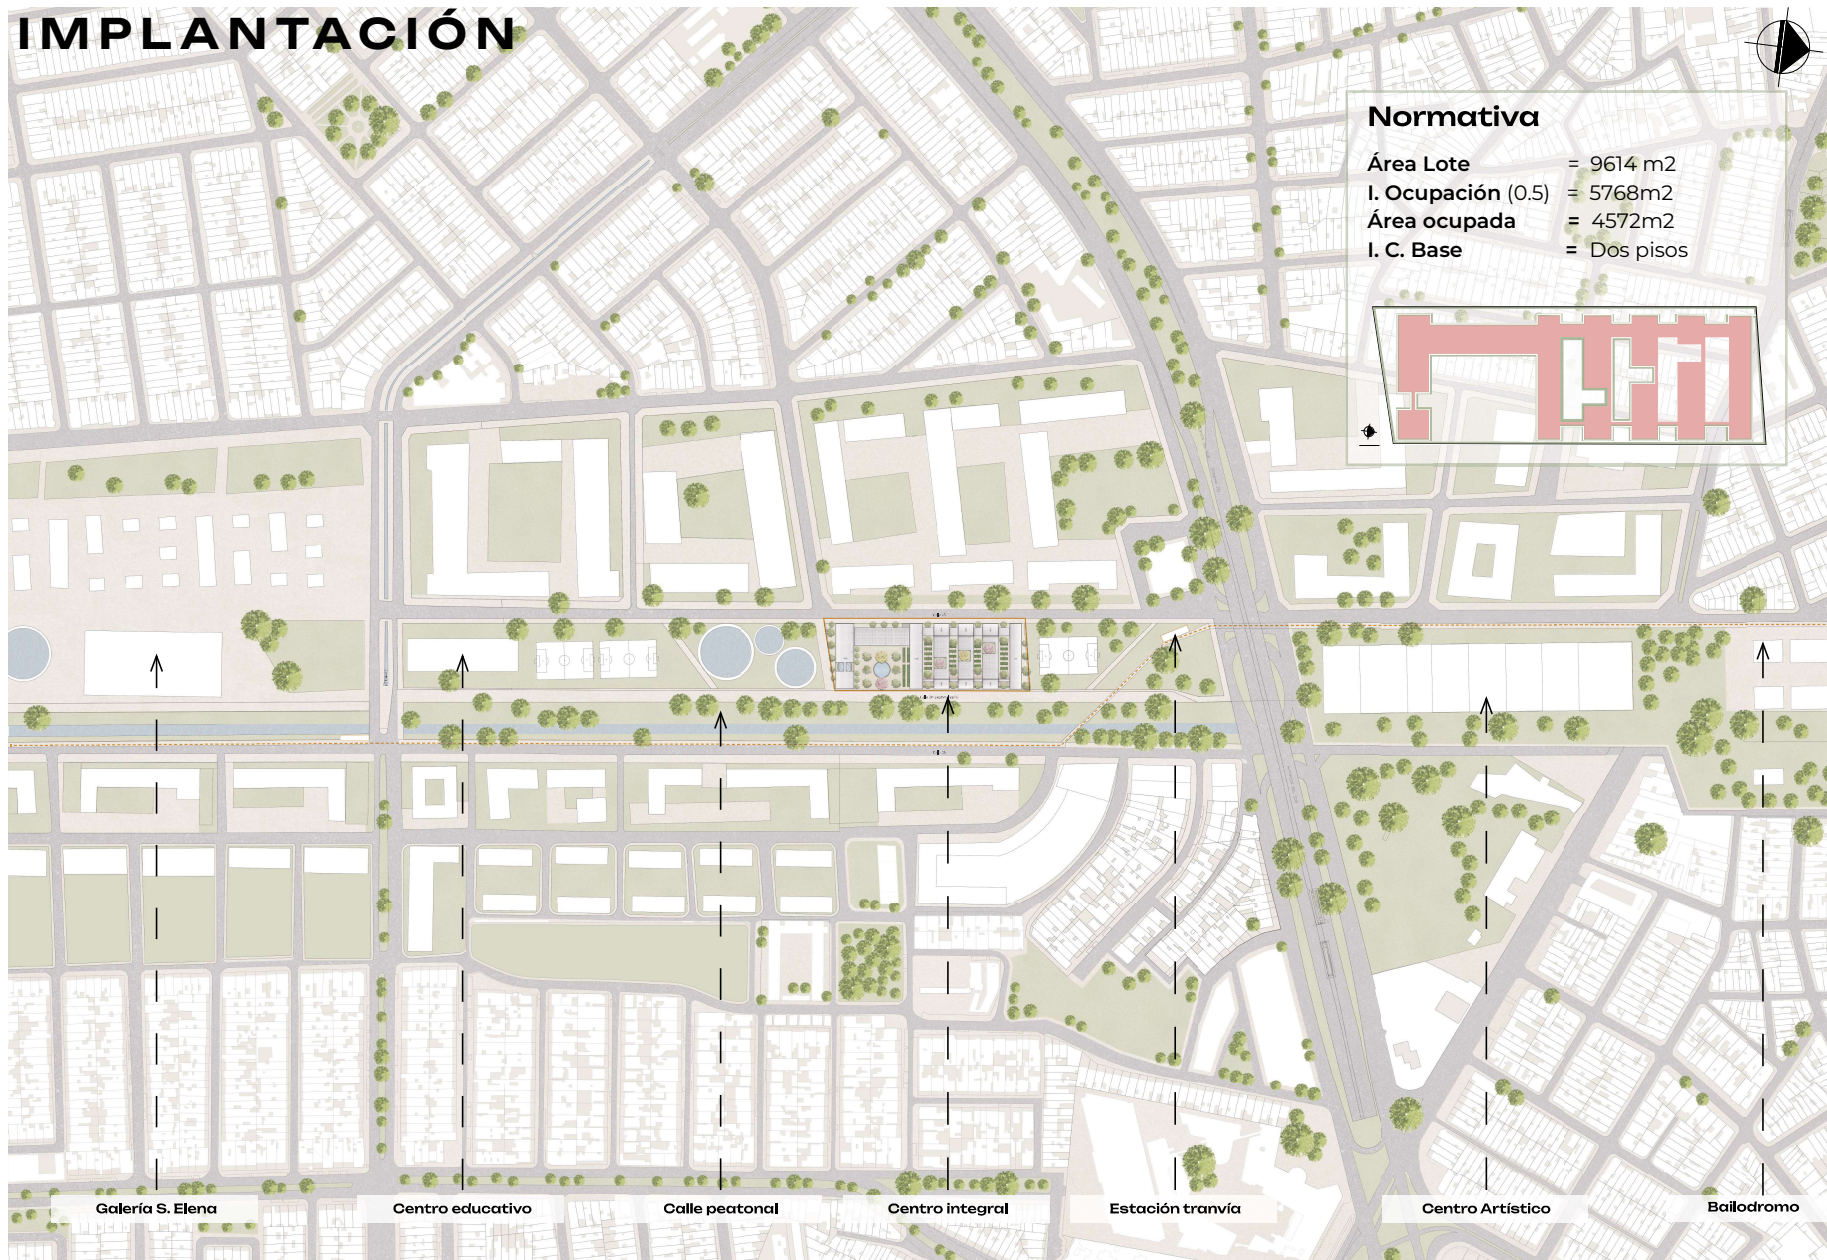 IMPLANTACIÓN
Normativa
Área Lote = 9614 m2
I. Ocupación (0.5) = 5768m2
Área ocupada = 4572m2
I. C. Base = Dos pisos
Galería S. Elena
Centro educativo
Calle peatonal
Centro integral
Estación tranvía
Centro Artístico
Bailodromo